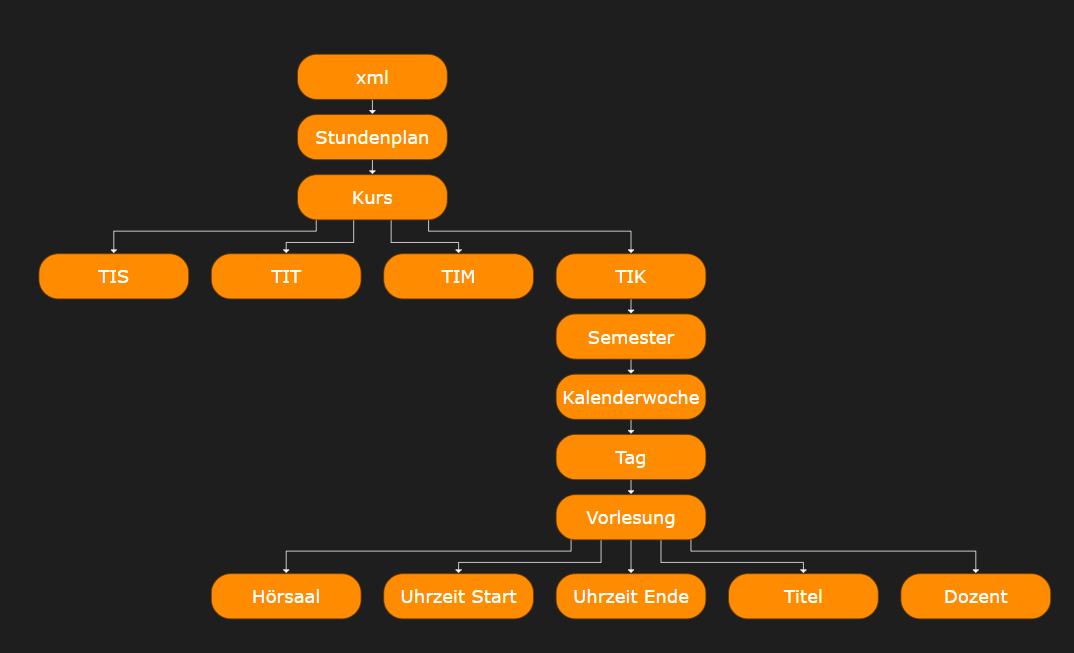 xml
Stundenplan
Kurs
TIS
TIT
TIM
TIK
Semester
Kalenderwoche
Tag
Vorlesung
Hörsaal
Uhrzeit Start
Uhrzeit Ende
Titel
Dozent